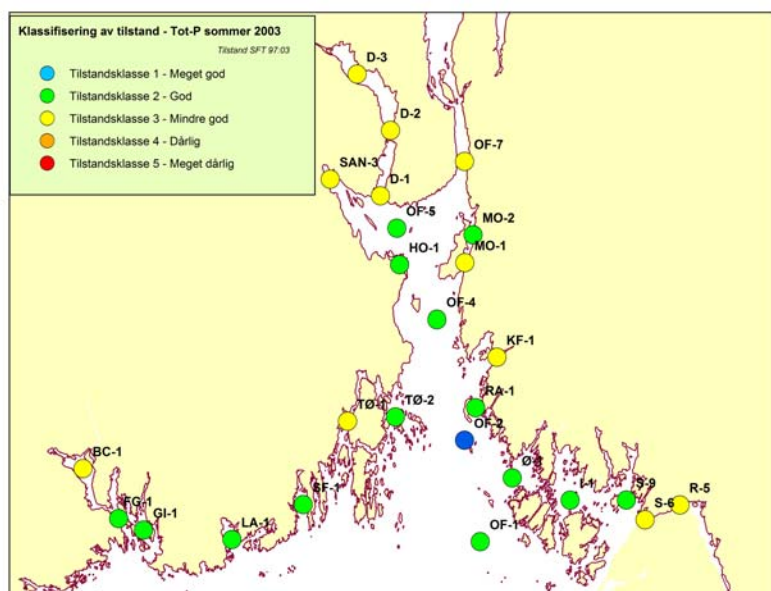 Klassifisering av tilstand - Tot-P sommer 2003
Tilstand SFT 97:03
Tilstandsklasse 1 - Meget god
Tilstandsklasse 2 - God
Tilstandsklasse 3 - Mindre god
Tilstandsklasse 4 - Dårlig
Tilstandsklasse 5 - Meget dårlig
D-3
D-2
OF-7
SAN-3
D-1
OF-5
MO-2
HO-1
MO-1
OF-4
KF-1
RA-1
TØ-1
TØ-2
OF-2
BC-1
Ø-1
I-1
S-9
R-5
FG-1
GI-1
SF-1
S-6
LA-1
OF-1